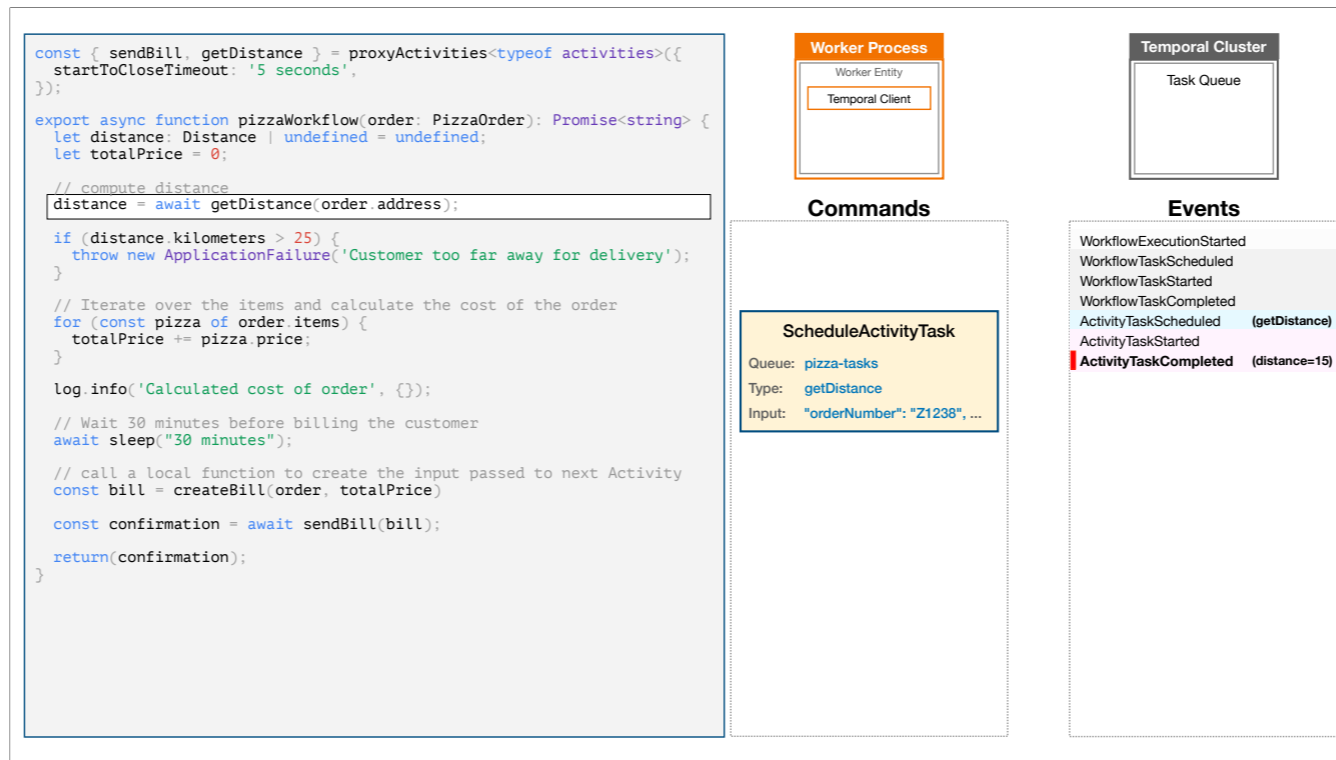 const { sendBill, getDistance } = proxyActivities<typeof activities>({
startToCloseTimeout: '5 seconds',
});
export async function pizzaWorkflow(order: PizzaOrder): Promise<string> {
let distance: Distance | undefined = undefined;
let totalPrice = 0;
// compute distance
distance = await getDistance(order.address);
if (distance.kilometers > 25) {
throw new ApplicationFailure('Customer too far away for delivery');
}
// Iterate over the items and calculate the cost of the order
for (const pizza of order.items) {
totalPrice += pizza.price;
}
log.info('Calculated cost of order', {});
// Wait 30 minutes before billing the customer
await sleep("30 minutes");
// call a local function to create the input passed to next Activity
const bill = createBill(order, totalPrice)
const confirmation = await sendBill(bill);
return(confirmation);
}
Worker Process
Worker Entity
Temporal Client
Commands
ScheduleActivityTask
Queue: pizza-tasks
Type: getDistance
Input: "orderNumber": "Z1238", ...
Temporal Cluster
Task Queue
Events
WorkflowExecutionStarted
WorkflowTaskScheduled
WorkflowTaskStarted
WorkflowTaskCompleted
ActivityTaskScheduled (getDistance)
ActivityTaskStarted
ActivityTaskCompleted (distance=15)